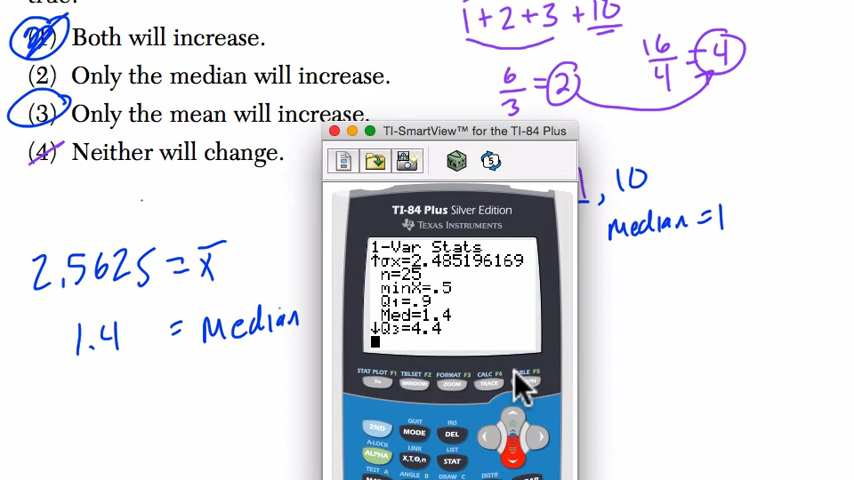 true.
(1) Both will increase.
(2) Only the median will increase.
(3) Only the mean will increase.
(4) Neither will change.
1+2+3+10
6/3 = 2
16/4 = 4
1, 10
median = 1
2.5625 = x̄
1.4 = Median
TI-SmartView™ for the TI-84 Plus
5
TI-84 Plus Silver Edition
TEXAS INSTRUMENTS
1-Var Stats
↑σx=2.485196169
n=25
minX=.5
Q₁=.9
Med=1.4
↓Q₃=4.4
STAT PLOT F1 TBLSET F2 FORMAT F3 CALC F4 F5
Y= WINDOW ZOOM TRACE
QUIT INS
2ND MODE DEL
A-LOCK LINK LIST
ALPHA X,T,Θ,n STAT
TEST A ANGLE B DRAW C DISTR